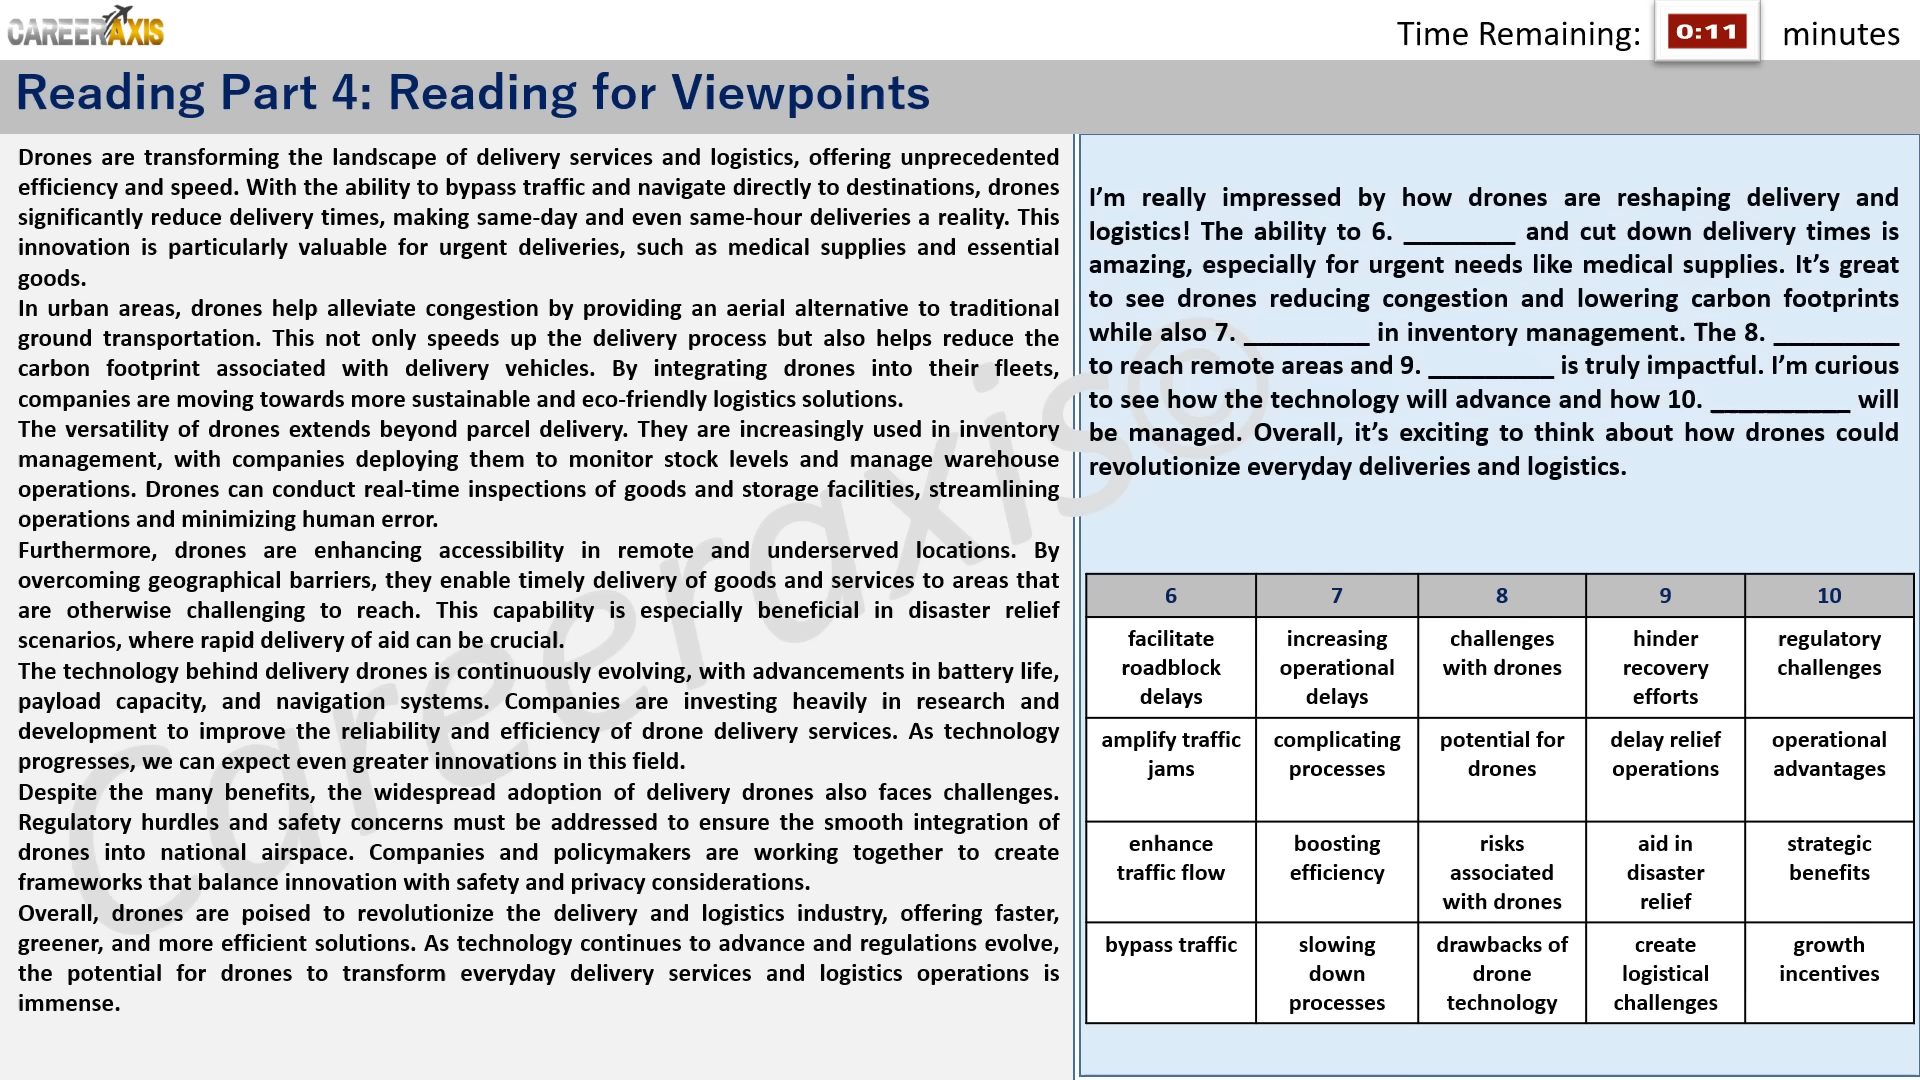 CAREERAXIS
Time Remaining: 0:11 minutes
Reading Part 4: Reading for Viewpoints
Drones are transforming the landscape of delivery services and logistics, offering unprecedented
efficiency and speed. With the ability to bypass traffic and navigate directly to destinations, drones
significantly reduce delivery times, making same-day and even same-hour deliveries a reality. This
innovation is particularly valuable for urgent deliveries, such as medical supplies and essential
goods.
In urban areas, drones help alleviate congestion by providing an aerial alternative to traditional
ground transportation. This not only speeds up the delivery process but also helps reduce the
carbon footprint associated with delivery vehicles. By integrating drones into their fleets,
companies are moving towards more sustainable and eco-friendly logistics solutions.
The versatility of drones extends beyond parcel delivery. They are increasingly used in inventory
management, with companies deploying them to monitor stock levels and manage warehouse
operations. Drones can conduct real-time inspections of goods and storage facilities, streamlining
operations and minimizing human error.
Furthermore, drones are enhancing accessibility in remote and underserved locations. By
overcoming geographical barriers, they enable timely delivery of goods and services to areas that
are otherwise challenging to reach. This capability is especially beneficial in disaster relief
scenarios, where rapid delivery of aid can be crucial.
The technology behind delivery drones is continuously evolving, with advancements in battery life,
payload capacity, and navigation systems. Companies are investing heavily in research and
development to improve the reliability and efficiency of drone delivery services. As technology
progresses, we can expect even greater innovations in this field.
Despite the many benefits, the widespread adoption of delivery drones also faces challenges.
Regulatory hurdles and safety concerns must be addressed to ensure the smooth integration of
drones into national airspace. Companies and policymakers are working together to create
frameworks that balance innovation with safety and privacy considerations.
Overall, drones are poised to revolutionize the delivery and logistics industry, offering faster,
greener, and more efficient solutions. As technology continues to advance and regulations evolve,
the potential for drones to transform everyday delivery services and logistics operations is
immense.
I'm really impressed by how drones are reshaping delivery and
logistics! The ability to 6. ________ and cut down delivery times is
amazing, especially for urgent needs like medical supplies. It's great
to see drones reducing congestion and lowering carbon footprints
while also 7. _________ in inventory management. The 8. _________
to reach remote areas and 9. _________ is truly impactful. I'm curious
to see how the technology will advance and how 10. __________ will
be managed. Overall, it's exciting to think about how drones could
revolutionize everyday deliveries and logistics.
6 7 8 9 10
facilitate
roadblock
delays
increasing
operational
delays
challenges
with drones
hinder
recovery
efforts
regulatory
challenges
amplify traffic
jams
complicating
processes
potential for
drones
delay relief
operations
operational
advantages
enhance
traffic flow
boosting
efficiency
risks
associated
with drones
aid in
disaster
relief
strategic
benefits
bypass traffic
slowing
down
processes
drawbacks of
drone
technology
create
logistical
challenges
growth
incentives
Careeraxis©